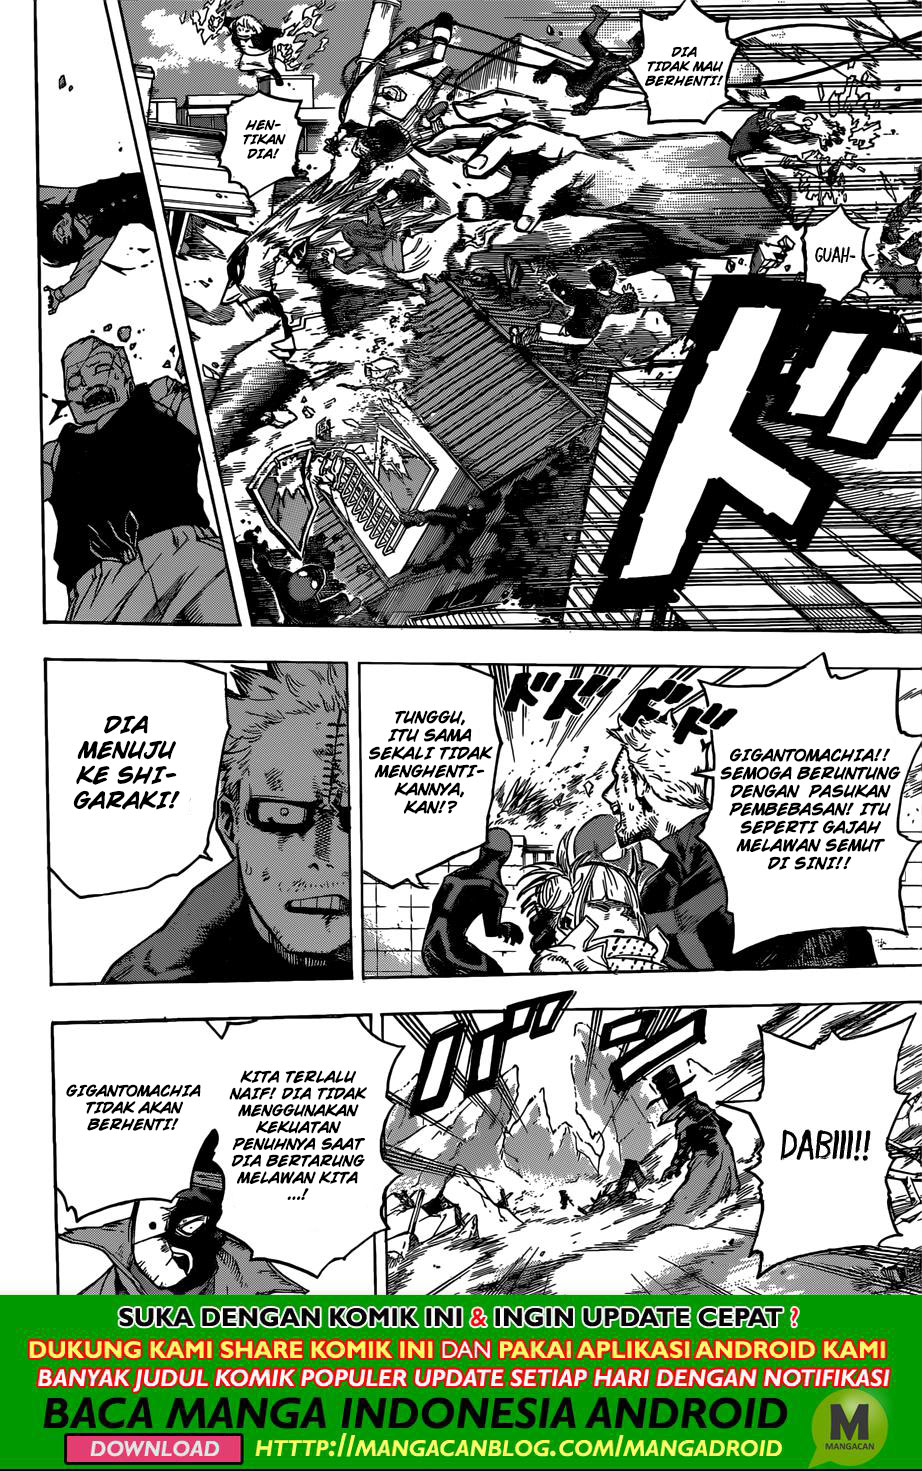 DIA
TIDAK MAU
BERHENTI!
HEN-
TIKAN
DIA!
GUAH-
ドド
GIGANTOMACHIA!!
SEMOGA BERUNTUNG
DENGAN PASUKAN
PEMBEBASAN! ITU
SEPERTI GAJAH
MELAWAN SEMUT
DI SINI!!
ドドドド
TUNGGU,
ITU SAMA
SEKALI TIDAK
MENGHENTI-
KANNYA,
KAN!?
DIA
MENUJU
KE SHI-
GARAKI!
DABIII!!
KITA TERLALU
NAIF! DIA TIDAK
MENGGUNAKAN
KEKUATAN
PENUHNYA SAAT
DIA BERTARUNG
MELAWAN KITA
...!
GIGANTOMACHIA
TIDAK AKAN
BERHENTI!
SUKA DENGAN KOMIK INI & INGIN UPDATE CEPAT ?
DUKUNG KAMI SHARE KOMIK INI DAN PAKAI APLIKASI ANDROID KAMI
BANYAK JUDUL KOMIK POPULER UPDATE SETIAP HARI DENGAN NOTIFIKASI
BACA MANGA INDONESIA ANDROID
M
MANGACAN
DOWNLOAD HTTTP://MANGACANBLOG.COM/MANGADROID